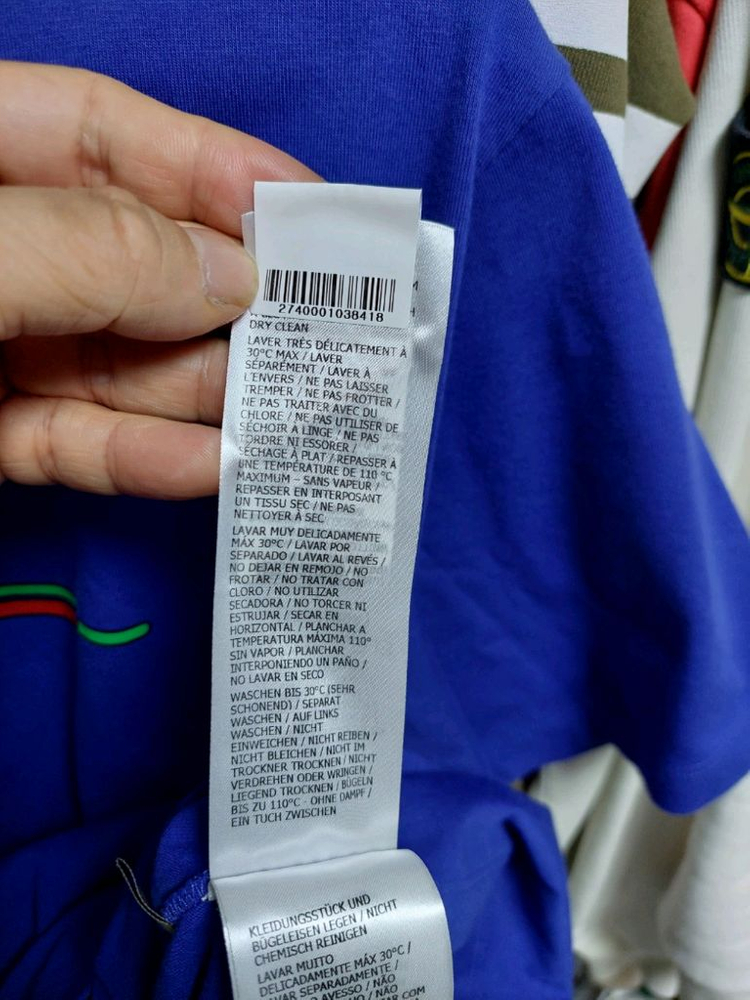 2740001038418
DRY CLEAN
LAVER TRÈS DÉLICATEMENT À
30°C MAX / LAVER
SÉPARÉMENT / LAVER À
L'ENVERS / NE PAS LAISSER
TREMPER / NE PAS FROTTER /
NE PAS TRAITER AVEC DU
CHLORE / NE PAS UTILISER DE
SÉCHOIR À LINGE / NE PAS
TORDRE NI ESSORER /
SÉCHAGE À PLAT / REPASSER À
UNE TEMPÉRATURE DE 110 °C
MAXIMUM - SANS VAPEUR /
REPASSER EN INTERPOSANT
UN TISSU SEC / NE PAS
NETTOYER À SEC
LAVAR MUY DELICADAMENTE
MÁX 30°C / LAVAR POR
SEPARADO / LAVAR AL REVÉS /
NO DEJAR EN REMOJO / NO
FROTAR / NO TRATAR CON
CLORO / NO UTILIZAR
SECADORA / NO TORCER NI
ESTRUJAR / SECAR EN
HORIZONTAL / PLANCHAR A
TEMPERATURA MÁXIMA 110°
SIN VAPOR / PLANCHAR
INTERPONIENDO UN PAÑO /
NO LAVAR EN SECO
WASCHEN BIS 30°C (SEHR
SCHONEND) / SEPARAT
WASCHEN / AUF LINKS
WASCHEN / NICHT
EINWEICHEN / NICHT REIBEN /
NICHT BLEICHEN / NICHT IM
TROCKNER TROCKNEN / NICHT
VERDREHEN ODER WRINGEN /
LIEGEND TROCKNEN / BÜGELN
BIS ZU 110°C - OHNE DAMPF /
EIN TUCH ZWISCHEN
KLEIDUNGSSTÜCK UND
BÜGELEISEN LEGEN / NICHT
CHEMISCH REINIGEN
LAVAR MUITO
DELICADAMENTE MÁX 30°C /
LAVAR SEPARADAMENTE /
AVESSO / NÃO
NÃO
COM